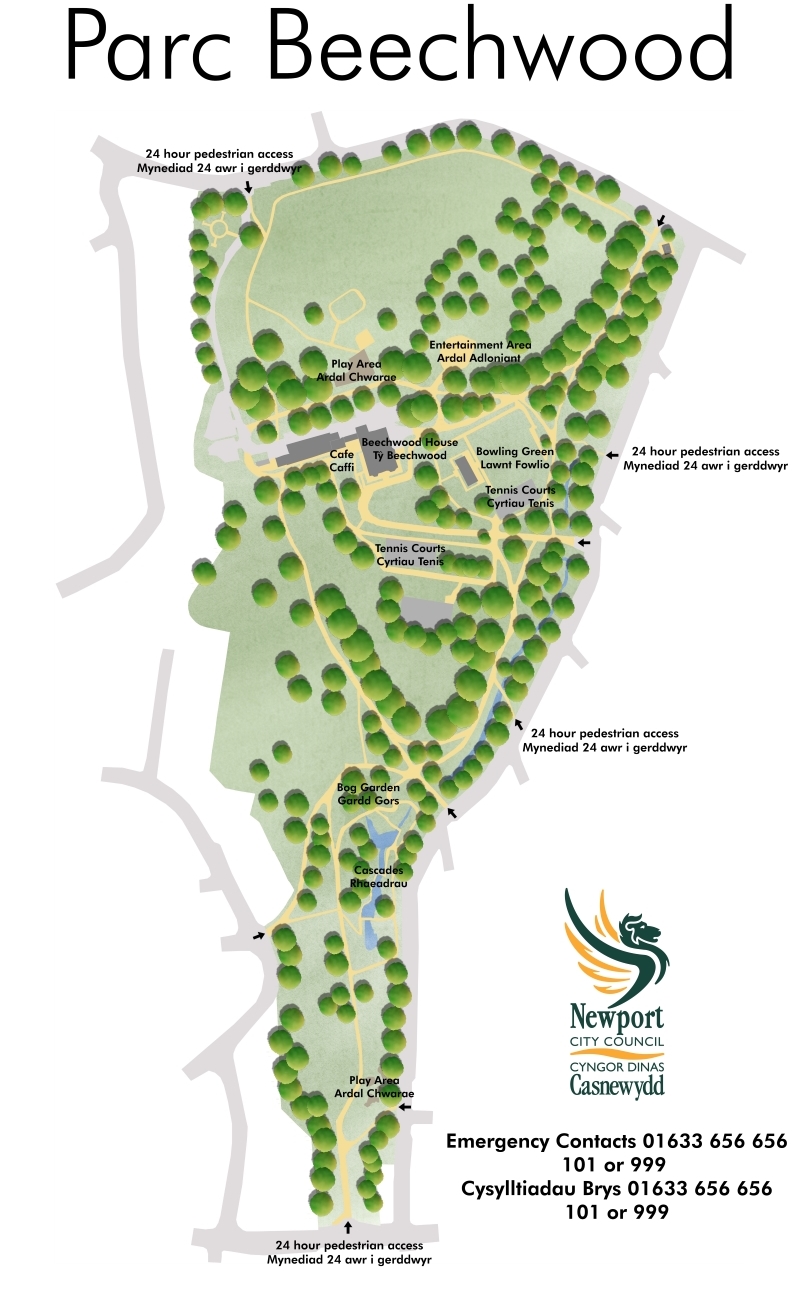 Parc Beechwood
24 hour pedestrian access
Mynediad 24 awr i gerddwyr
Entertainment Area
Ardal Adloniant
Play Area
Ardal Chwarae
Beechwood House
Tŷ Beechwood
Cafe
Caffi
Bowling Green
Lawnt Fowlio
24 hour pedestrian access
Mynediad 24 awr i gerddwyr
Tennis Courts
Cyrtiau Tenis
Tennis Courts
Cyrtiau Tenis
24 hour pedestrian access
Mynediad 24 awr i gerddwyr
Bog Garden
Gardd Gors
Cascades
Rhaeadrau
Newport
CITY COUNCIL
CYNGOR DINAS
Casnewydd
Play Area
Ardal Chwarae
Emergency Contacts 01633 656 656
101 or 999
Cysylltiadau Brys 01633 656 656
101 or 999
24 hour pedestrian access
Mynediad 24 awr i gerddwyr